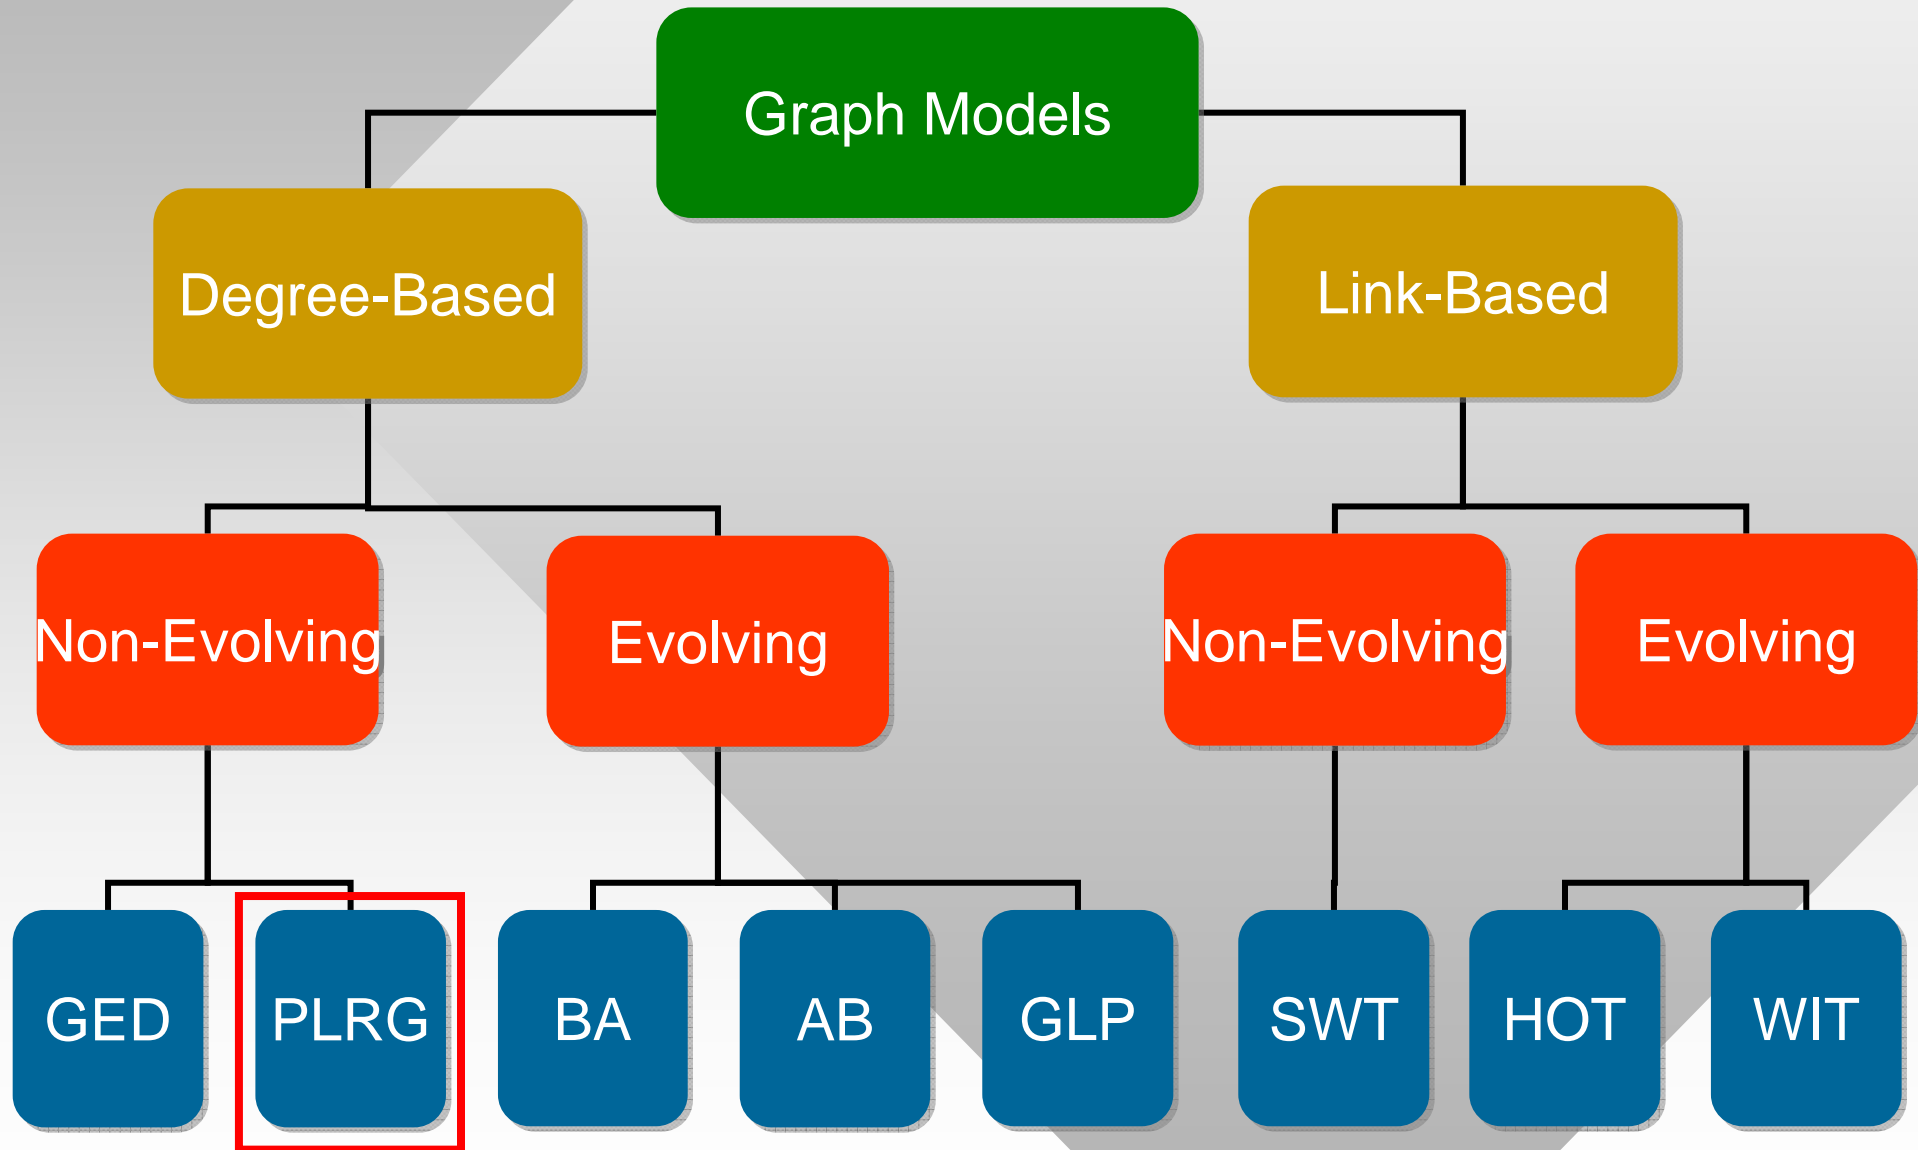 Graph Models
Degree-Based
Link-Based
Non-Evolving
Evolving
Non-Evolving
Evolving
GED
PLRG
BA
AB
GLP
SWT
HOT
WIT